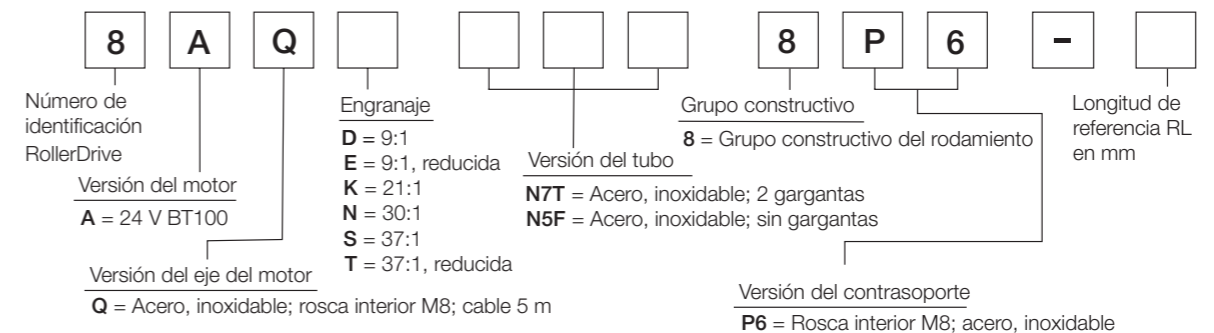 8 A Q 8 P 6 -
Número de
identificación
RollerDrive
Versión del motor
A = 24 V BT100
Versión del eje del motor
Q = Acero, inoxidable; rosca interior M8; cable 5 m
Engranaje
D = 9:1
E = 9:1, reducida
K = 21:1
N = 30:1
S = 37:1
T = 37:1, reducida
Versión del tubo
N7T = Acero, inoxidable; 2 gargantas
N5F = Acero, inoxidable; sin gargantas
Grupo constructivo
8 = Grupo constructivo del rodamiento
Versión del contrasoporte
P6 = Rosca interior M8; acero, inoxidable
Longitud de
referencia RL
en mm